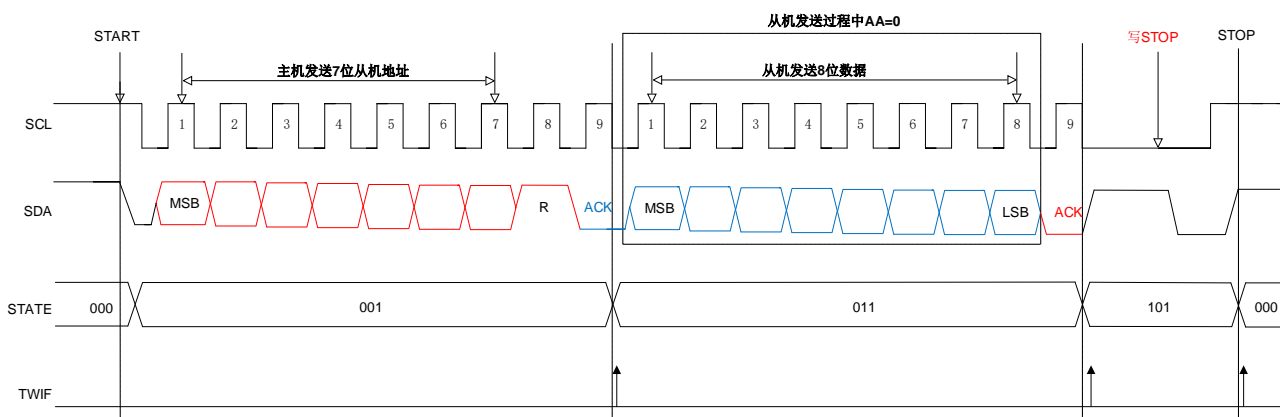 从机发送过程中AA=0
START
写STOP
STOP
主机发送7位从机地址
从机发送8位数据
SCL
1 2 3 4 5 6 7 8 9 1 2 3 4 5 6 7 8 9
SDA
MSB R ACK MSB LSB ACK
STATE
000 001 011 101 000
TWIF